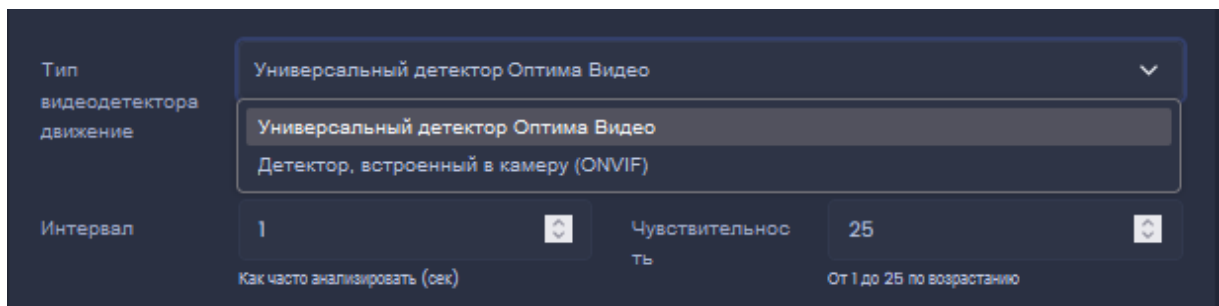 Тип
видеодетектора
движение
Универсальный детектор Оптима Видео
Универсальный детектор Оптима Видео
Детектор, встроенный в камеру (ONVIF)
Интервал
1
Как часто анализировать (сек)
Чувствительнос
ть
25
От 1 до 25 по возрастанию